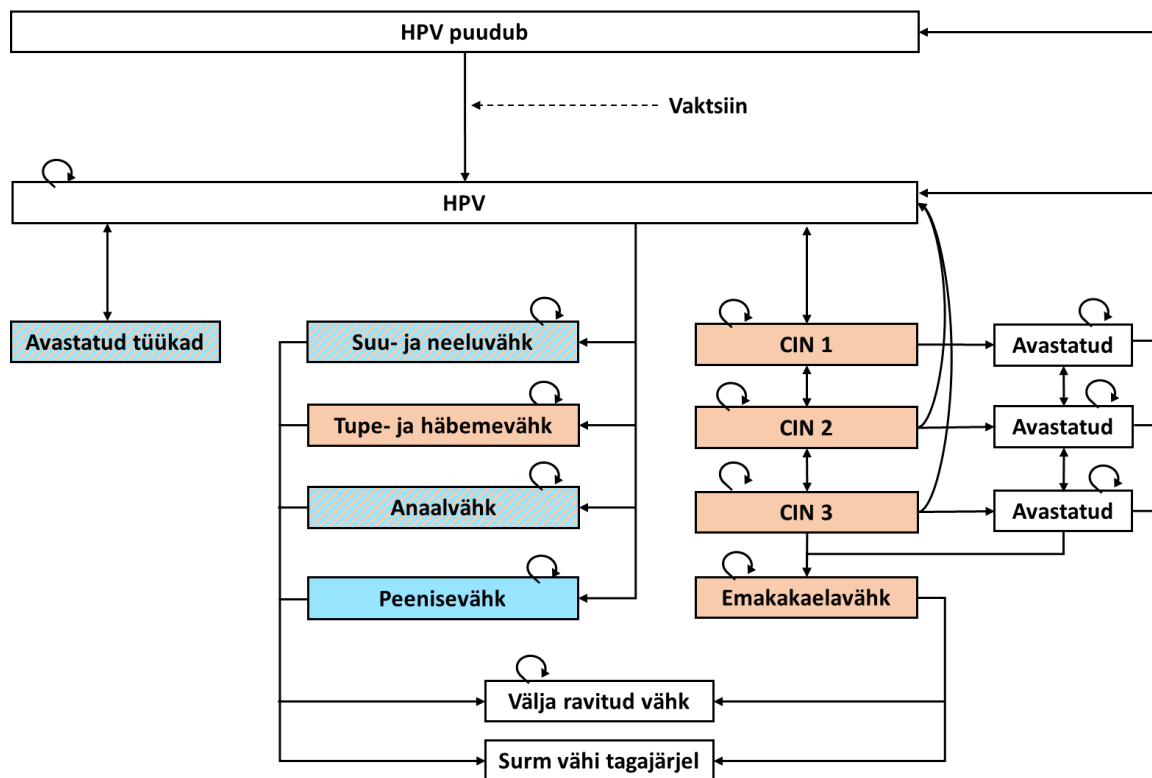 HPV puudub
Vaktsiin
HPV
Avastatud tüükad
Suu- ja neeluvähk
Tupe- ja häbemevähk
Anaalvähk
Peenisevähk
CIN 1
Avastatud
CIN 2
Avastatud
CIN 3
Avastatud
Emakakaelavähk
Välja ravitud vähk
Surm vähi tagajärjel